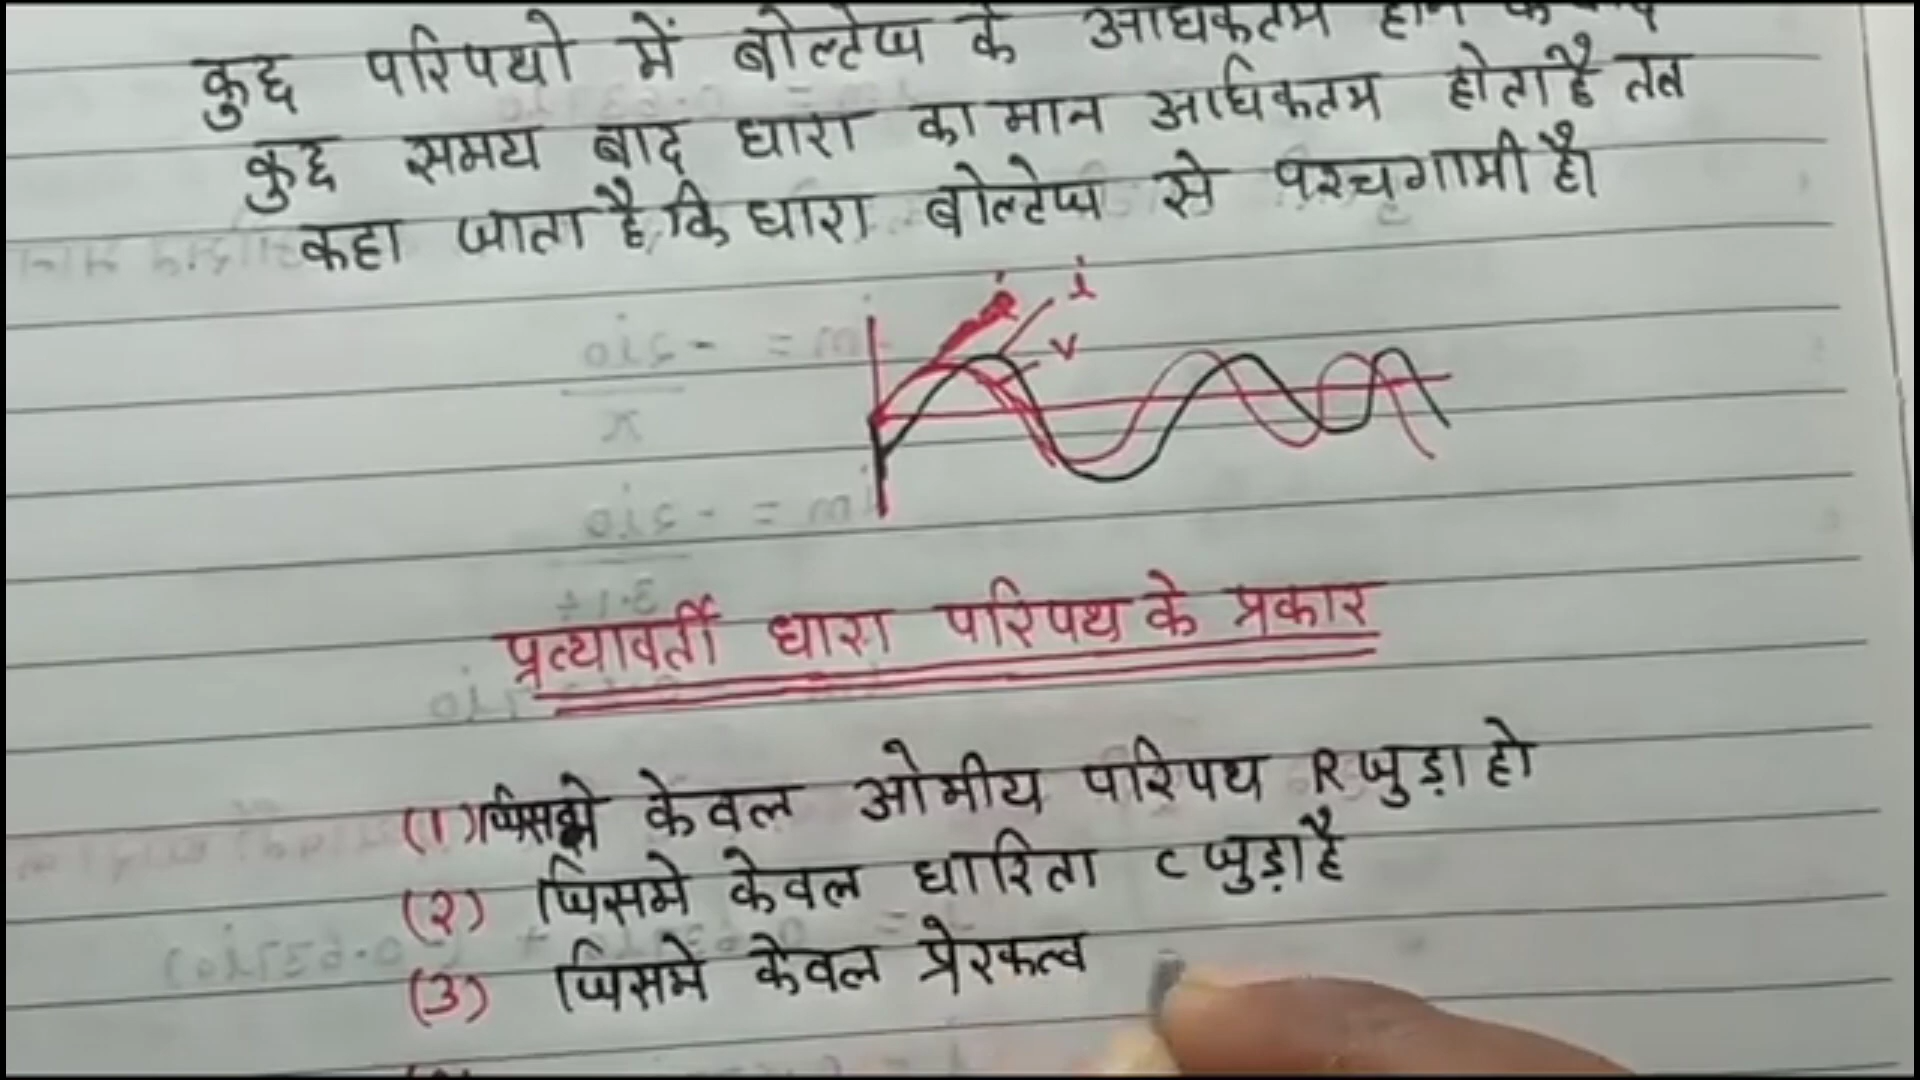 कुछ परिपथो में वोल्टेज के अधिकतम होने के बाद
कुछ समय बाद धारा का मान अधिकतम होता है तब
कहा जाता है कि धारा वोल्टेज से पश्चगामी है।
i
i
V
प्रत्यावर्ती धारा परिपथ के प्रकार
(1) जिसमे केवल ओमीय परिपथ R जुड़ा हो
(२) जिसमे केवल धारिता C जुड़ा है
(3) जिसमे केवल प्रेरकत्व